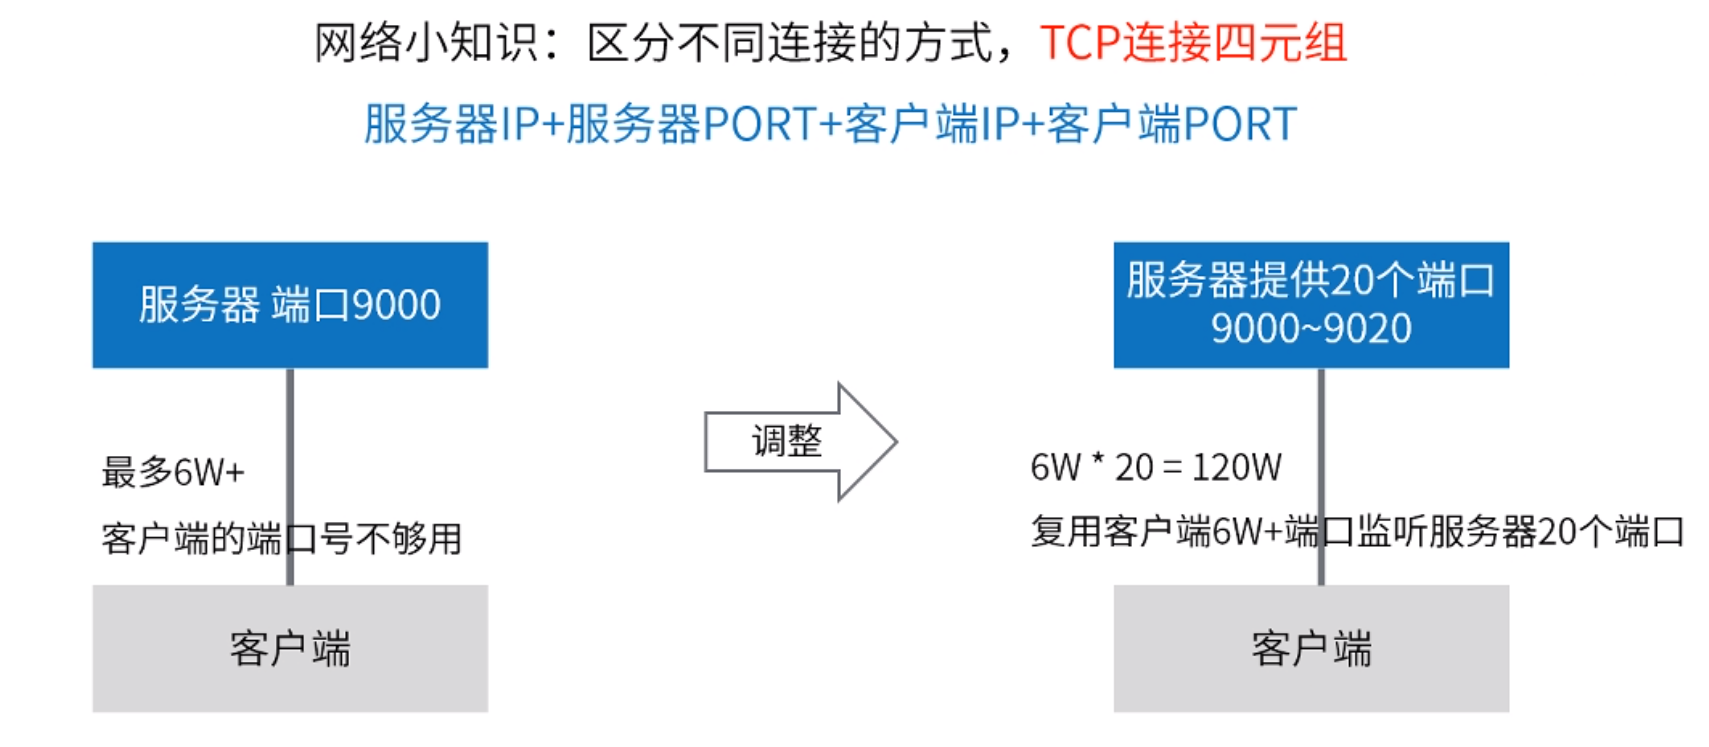 网络小知识：区分不同连接的方式，TCP连接四元组
服务器IP+服务器PORT+客户端IP+客户端PORT
服务器 端口9000
最多6W+
客户端的端口号不够用
客户端
调整
服务器提供20个端口
9000~9020
6W * 20 = 120W
复用客户端6W+端口监听服务器20个端口
客户端